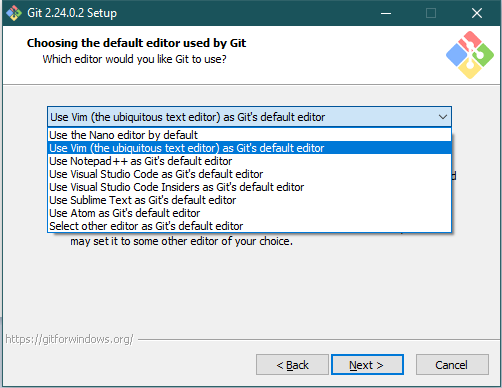 Git 2.24.0.2 Setup
Choosing the default editor used by Git
Which editor would you like Git to use?
Use Vim (the ubiquitous text editor) as Git's default editor
Use the Nano editor by default
Use Vim (the ubiquitous text editor) as Git's default editor
Use Notepad++ as Git's default editor
Use Visual Studio Code as Git's default editor
Use Visual Studio Code Insiders as Git's default editor
Use Sublime Text as Git's default editor
Use Atom as Git's default editor
Select other editor as Git's default editor
may set it to some other editor of your choice.
https://gitforwindows.org/
< Back
Next >
Cancel